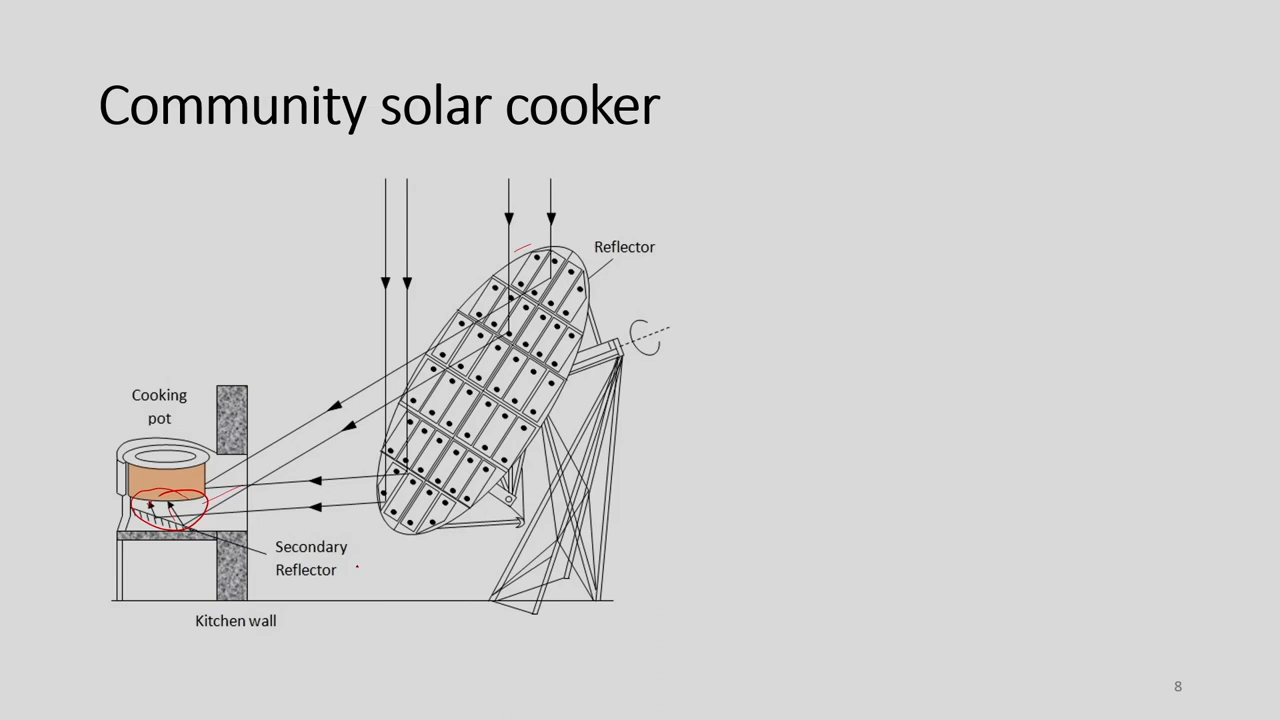 Community solar cooker
Reflector
Cooking
pot
Secondary
Reflector
Kitchen wall
8